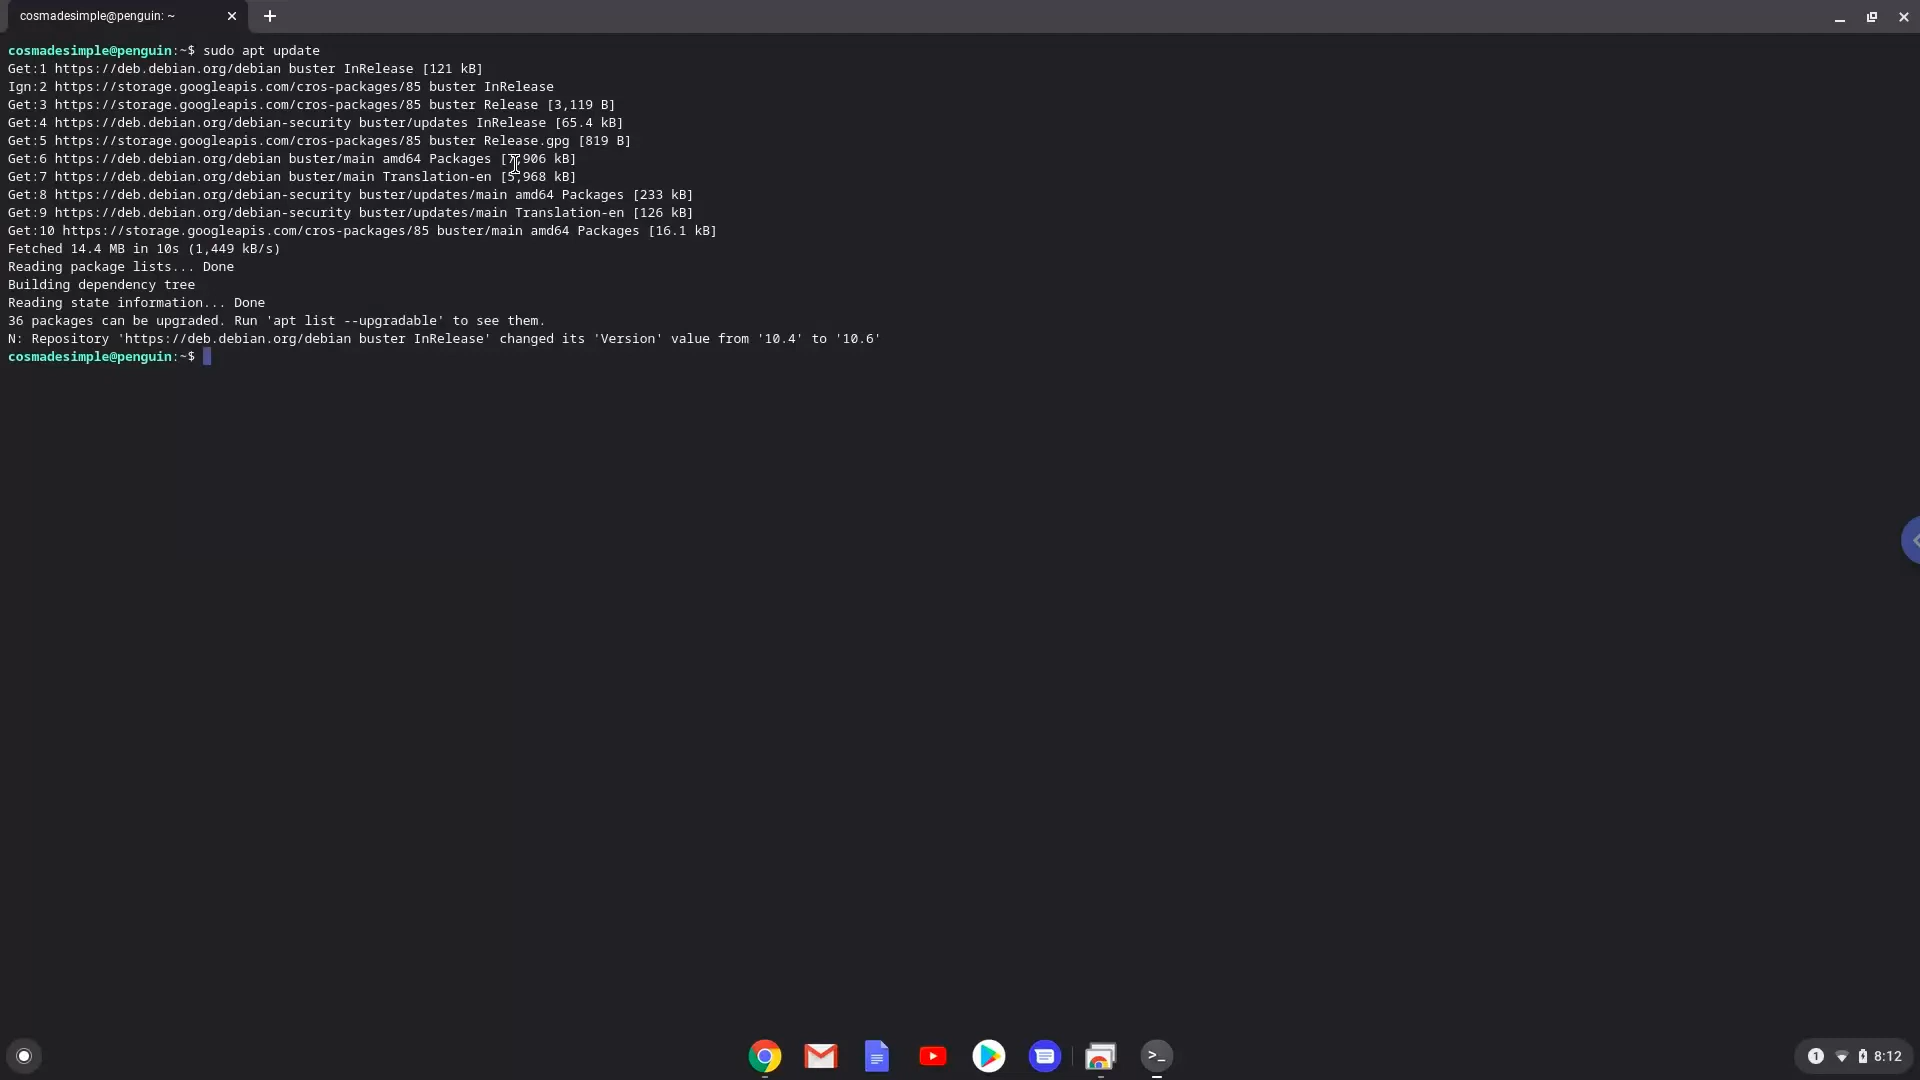 cosmadesimple@penguin: ~
cosmadesimple@penguin:~$ sudo apt update
Get:1 https://deb.debian.org/debian buster InRelease [121 kB]
Ign:2 https://storage.googleapis.com/cros-packages/85 buster InRelease
Get:3 https://storage.googleapis.com/cros-packages/85 buster Release [3,119 B]
Get:4 https://deb.debian.org/debian-security buster/updates InRelease [65.4 kB]
Get:5 https://storage.googleapis.com/cros-packages/85 buster Release.gpg [819 B]
Get:6 https://deb.debian.org/debian buster/main amd64 Packages [7,906 kB]
Get:7 https://deb.debian.org/debian buster/main Translation-en [5,968 kB]
Get:8 https://deb.debian.org/debian-security buster/updates/main amd64 Packages [233 kB]
Get:9 https://deb.debian.org/debian-security buster/updates/main Translation-en [126 kB]
Get:10 https://storage.googleapis.com/cros-packages/85 buster/main amd64 Packages [16.1 kB]
Fetched 14.4 MB in 10s (1,449 kB/s)
Reading package lists... Done
Building dependency tree
Reading state information... Done
36 packages can be upgraded. Run 'apt list --upgradable' to see them.
N: Repository 'https://deb.debian.org/debian buster InRelease' changed its 'Version' value from '10.4' to '10.6'
cosmadesimple@penguin:~$
1 8:12